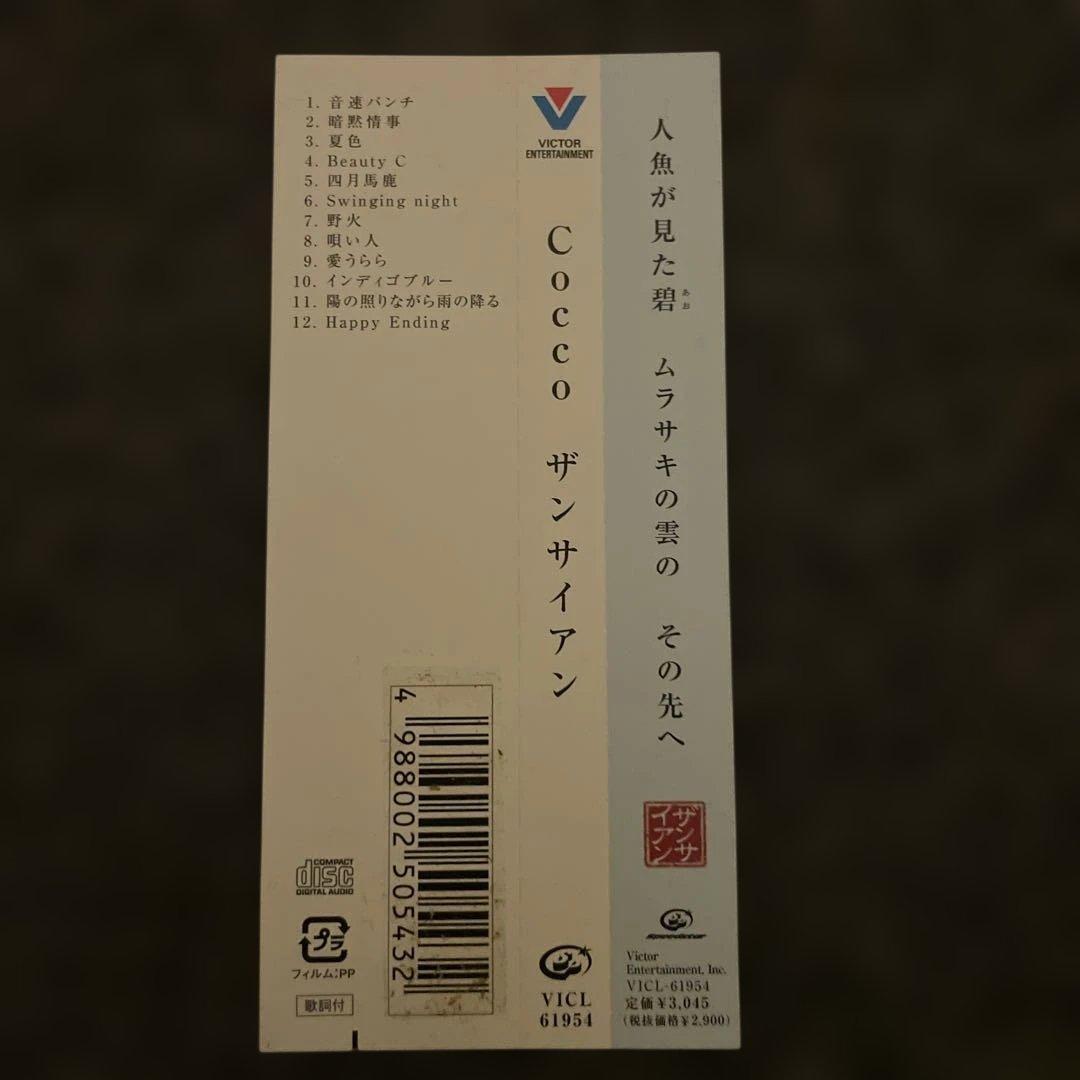 1. 音速パンチ
2. 暗黙情事
3. 夏色
4. Beauty C
5. 四月馬鹿
6. Swinging night
7. 野火
8. 唄い人
9. 愛うらら
10. インディゴブルー
11. 陽の照りながら雨の降る
12. Happy Ending
4 988002 505432
COMPACT
disc
DIGITAL AUDIO
プラ
フィルム:PP
歌詞付
VICTOR
ENTERTAINMENT
Cocco ザンサイアン
VICL
61954
人魚が見た碧 ムラサキの雲の その先へ
あお
ザンサ
イアン
Victor
Entertainment, Inc.
VICL-61954
定価¥3,045
(税抜価格¥2,900)